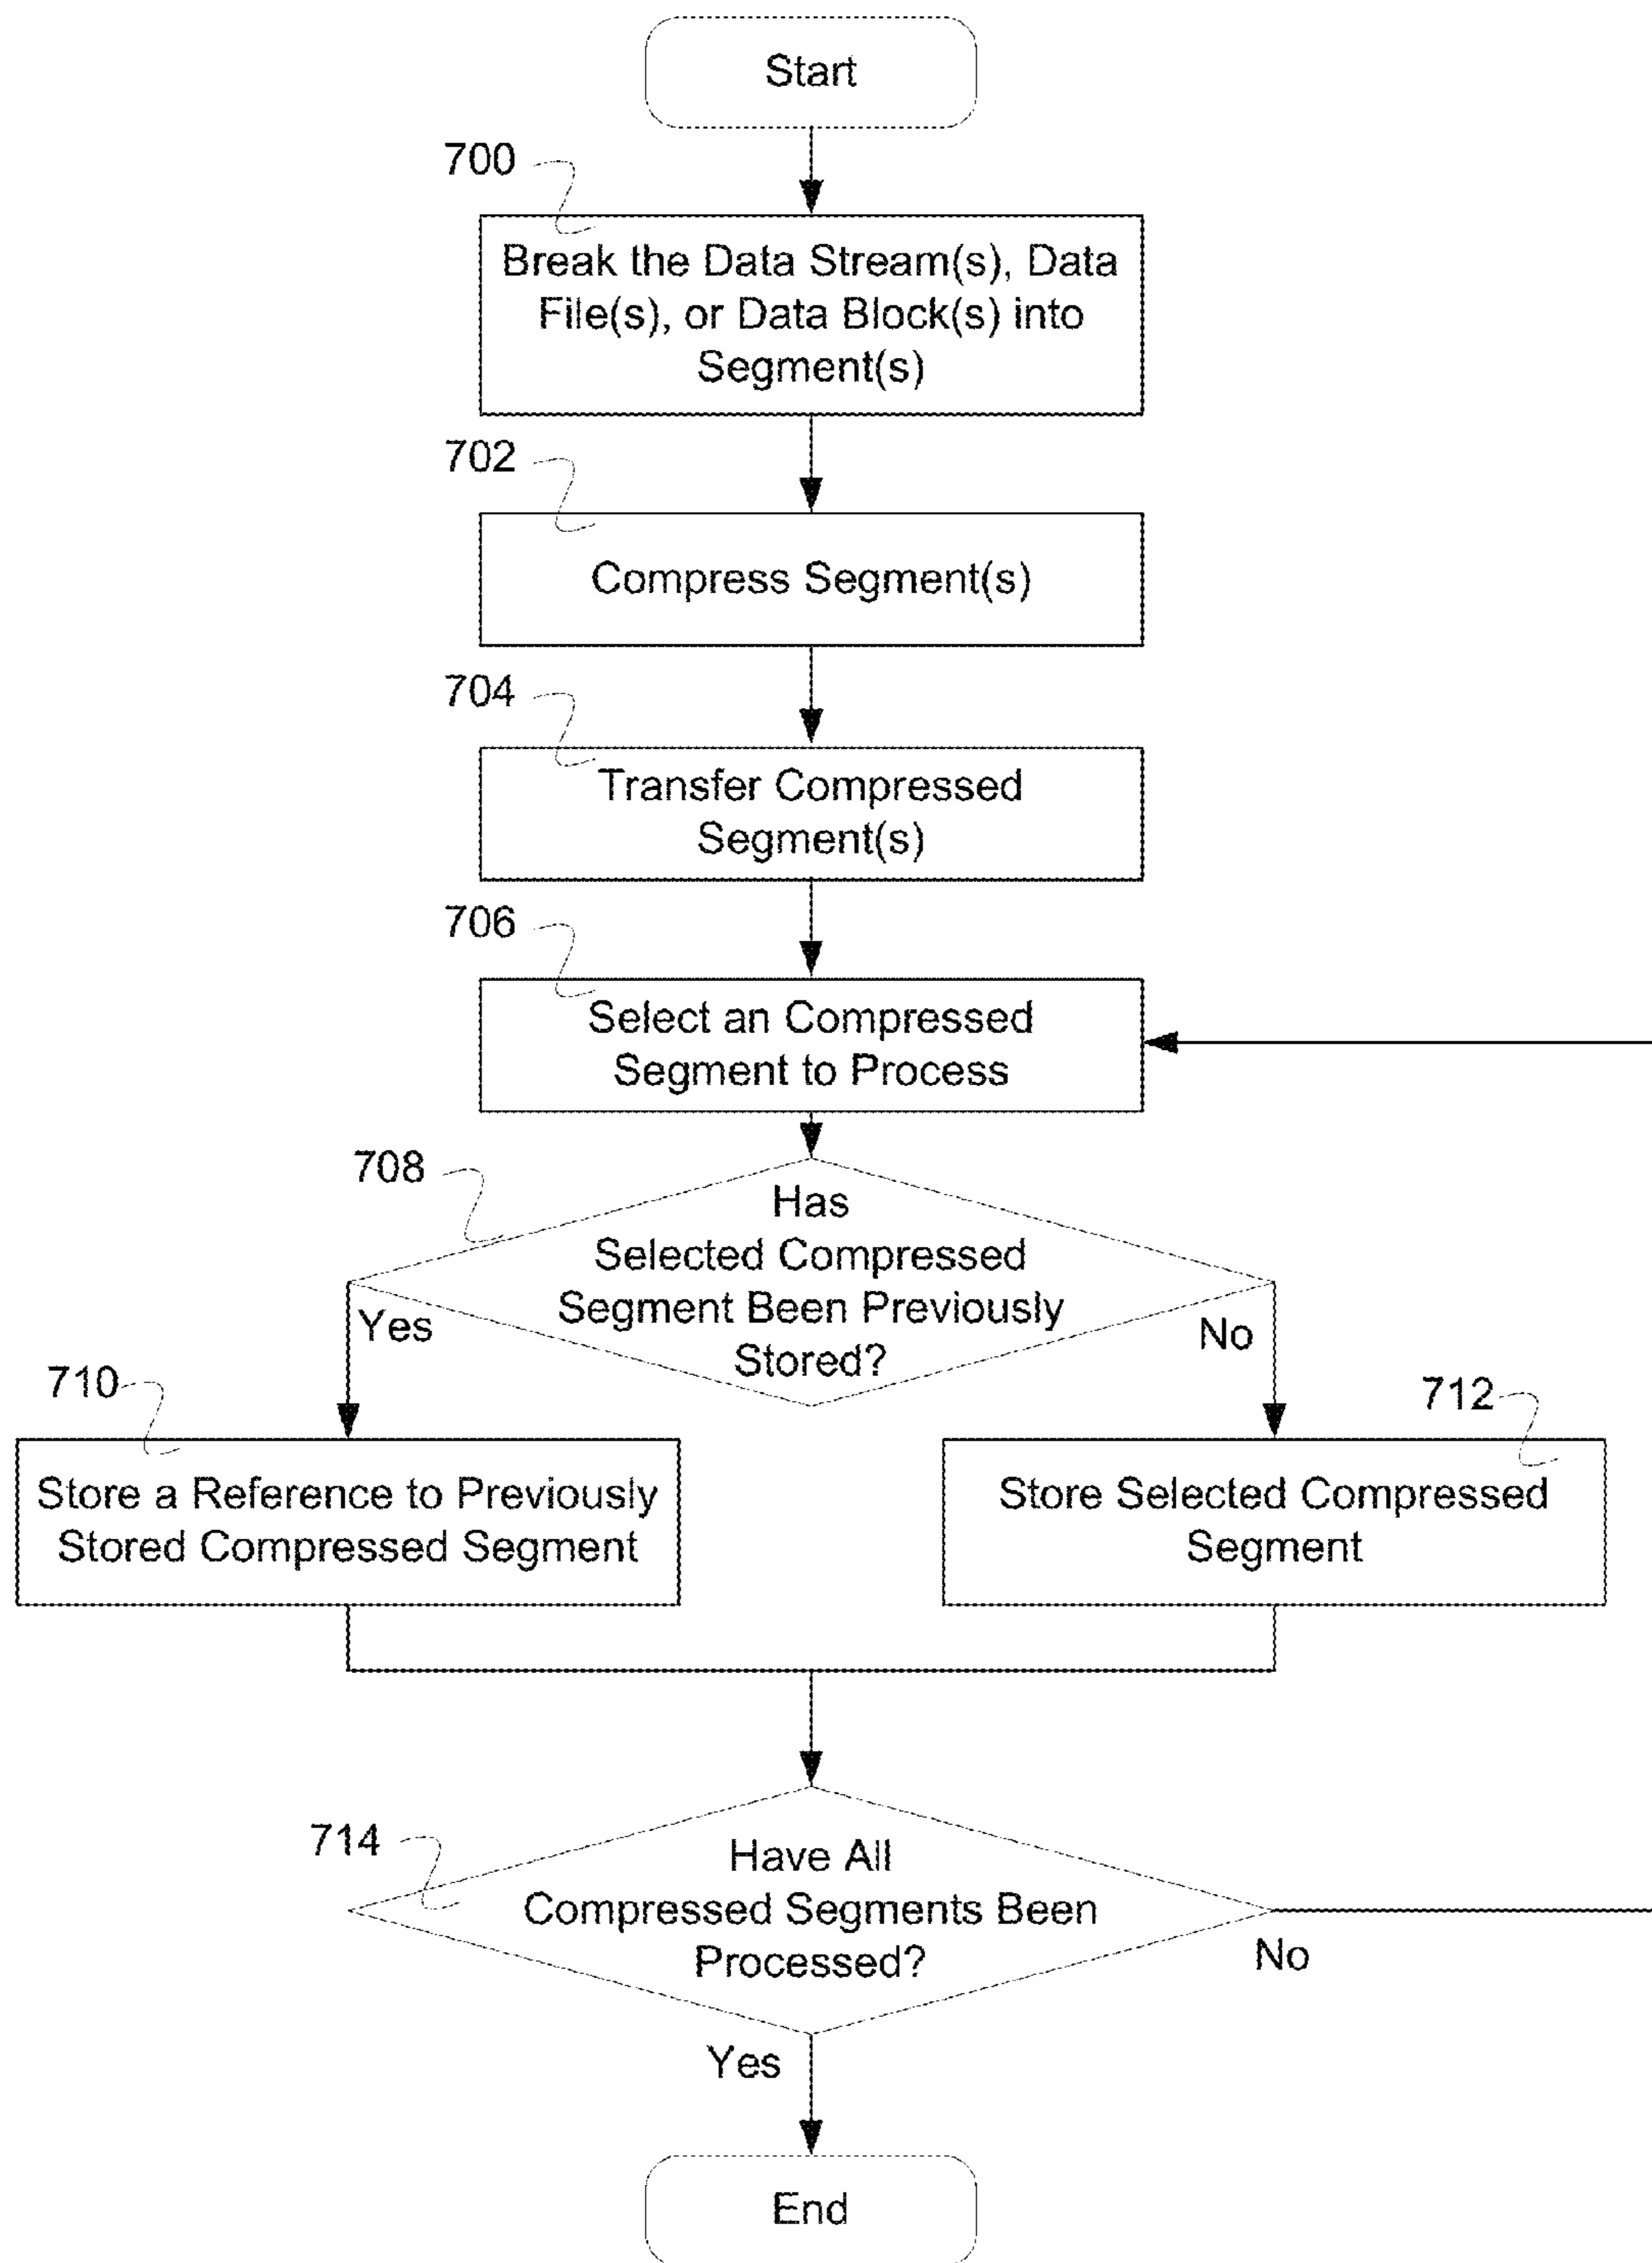 Start
700
Break the Data Stream(s), Data
File(s), or Data Block(s) into
Segment(s)
702
Compress Segment(s)
704
Transfer Compressed
Segment(s)
706
Select an Compressed
Segment to Process
708
Has
Selected Compressed
Segment Been Previously
Stored?
Yes
No
710
712
Store a Reference to Previously
Stored Compressed Segment
Store Selected Compressed
Segment
714
Have All
Compressed Segments Been
Processed?
No
Yes
End